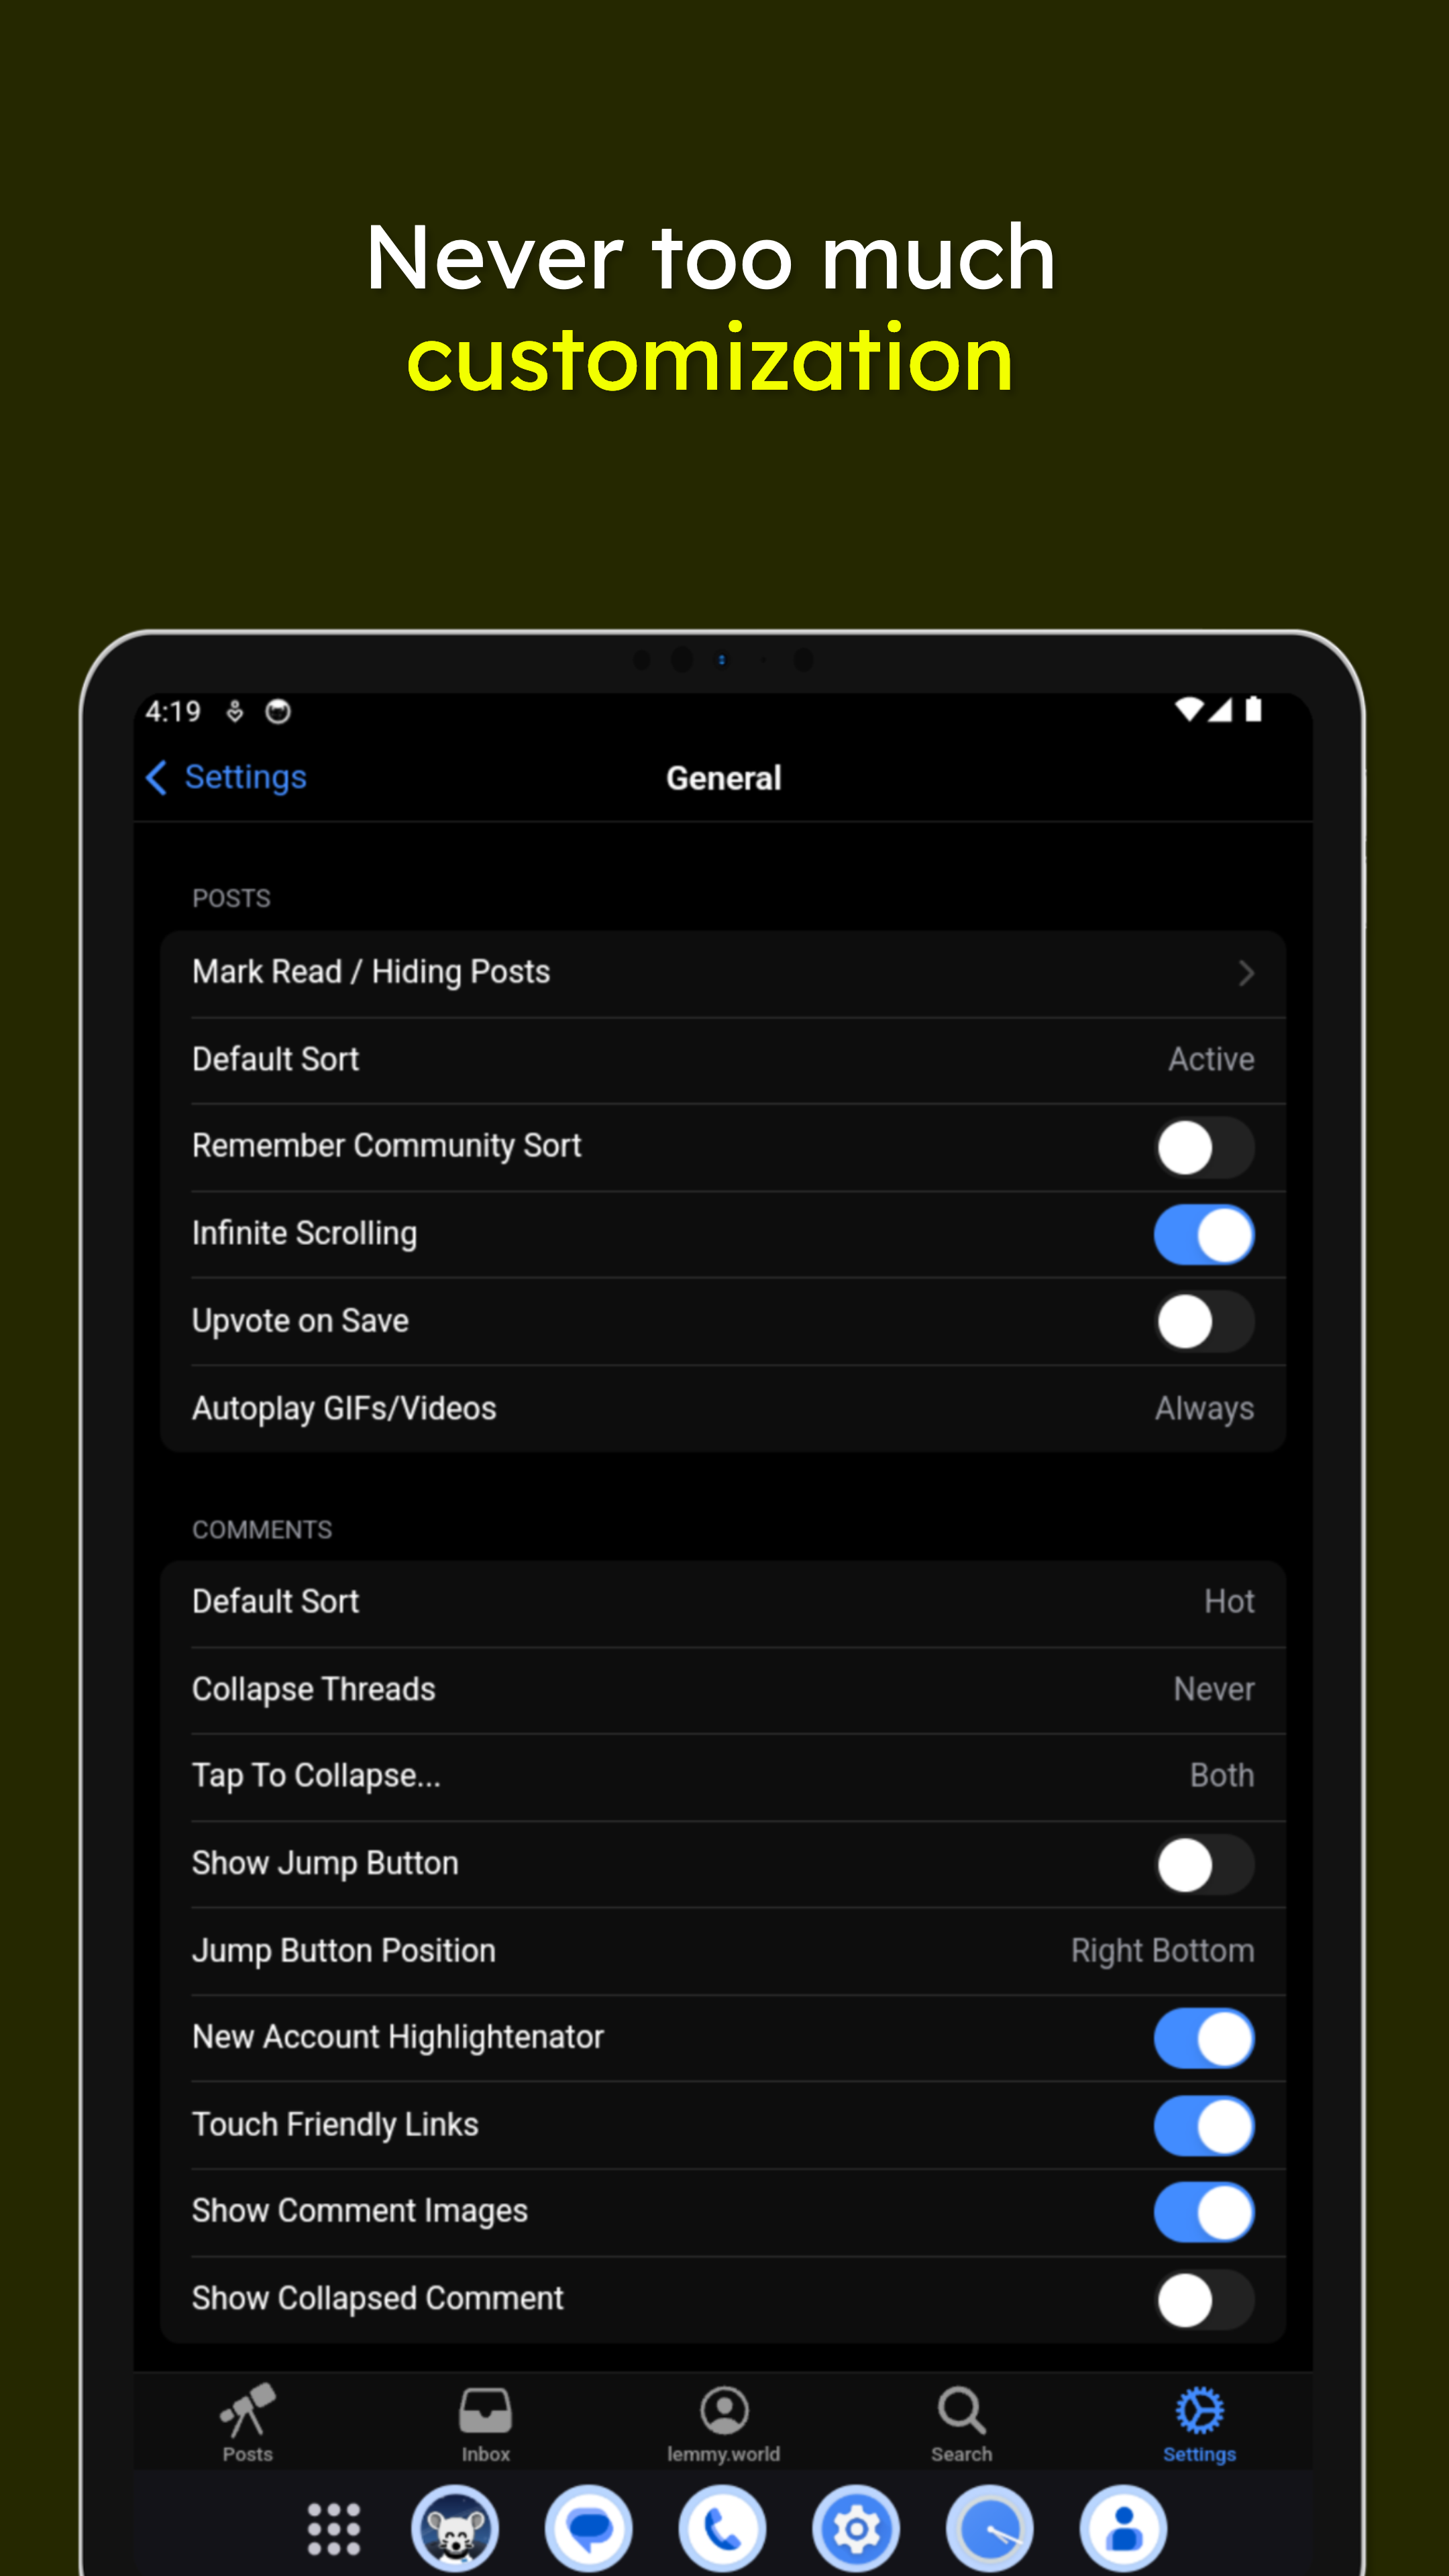 Never too much
customization
4:19
Settings
General
POSTS
Mark Read / Hiding Posts
Default Sort Active
Remember Community Sort
Infinite Scrolling
Upvote on Save
Autoplay GIFs/Videos Always
COMMENTS
Default Sort Hot
Collapse Threads Never
Tap To Collapse... Both
Show Jump Button
Jump Button Position Right Bottom
New Account Highlightenator
Touch Friendly Links
Show Comment Images
Show Collapsed Comment
Posts Inbox lemmy.world Search Settings